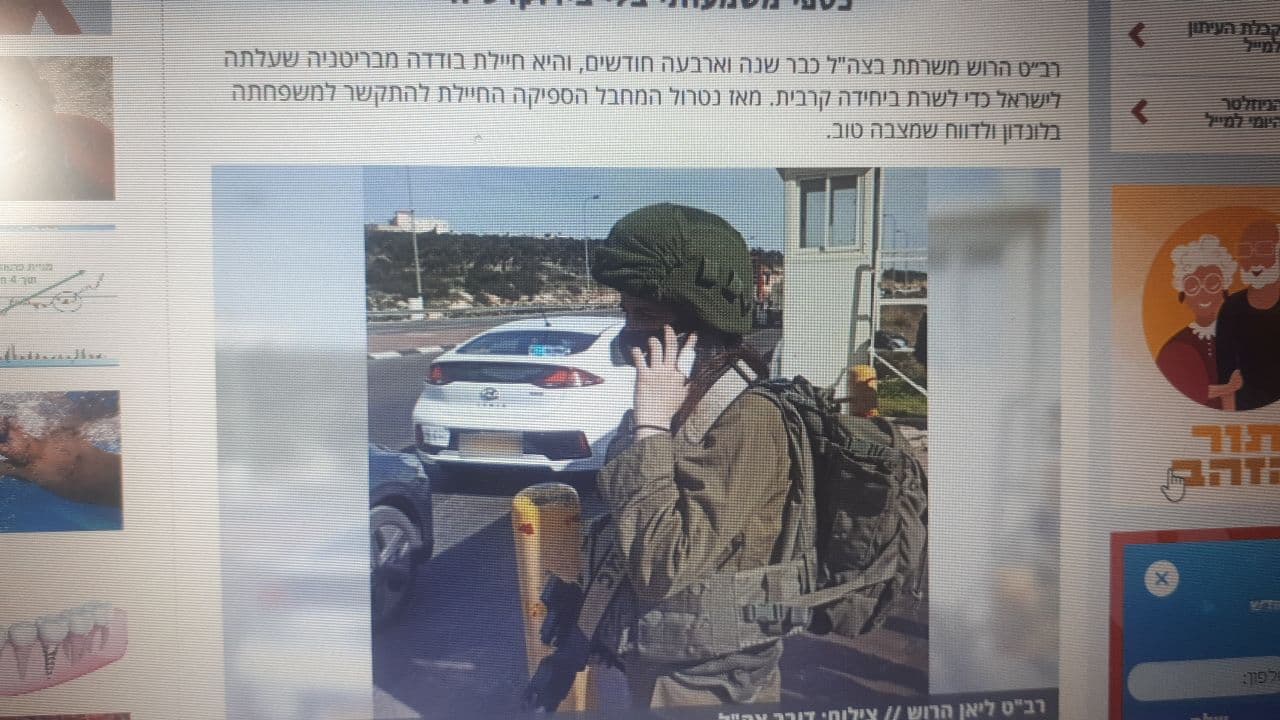 רב״ט הרוש משרתת בצה"ל כבר שנה וארבעה חודשים, והיא חיילת בודדה מבריטניה שעלתה
לישראל כדי לשרת ביחידה קרבית. מאז נטרול המחבל הספיקה החיילת להתקשר למשפחתה
בלונדון ולדווח שמצבה טוב.
רב"ט ליאן הרוש // צילום: דובר צה"ל
קבלת העיתון
למייל
הניוזלטר
היומי למייל
תור
הזהב